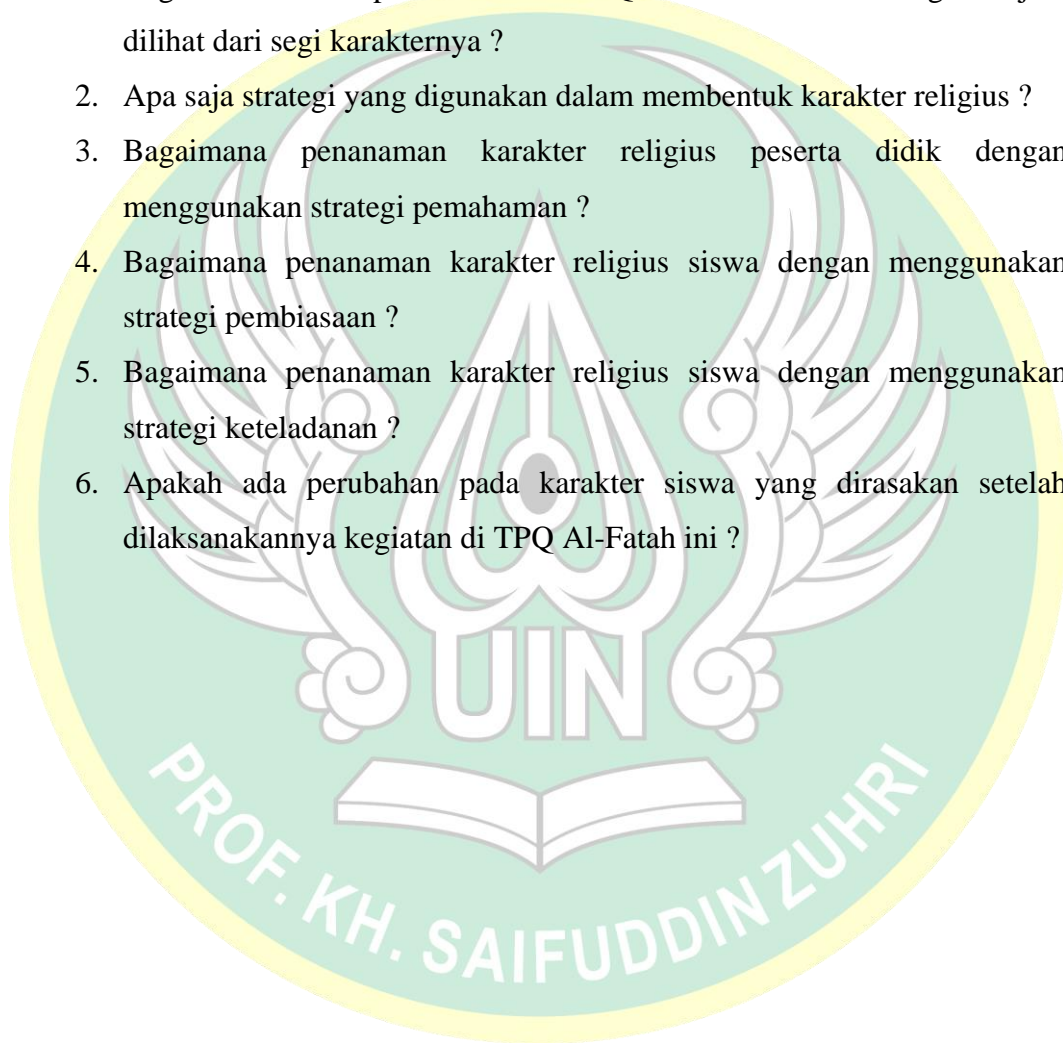 dilihat dari segi karakternya ?
2. Apa saja strategi yang digunakan dalam membentuk karakter religius ?
3. Bagaimana penanaman karakter religius peserta didik dengan
menggunakan strategi pemahaman ?
4. Bagaimana penanaman karakter religius siswa dengan menggunakan
strategi pembiasaan ?
5. Bagaimana penanaman karakter religius siswa dengan menggunakan
strategi keteladanan ?
6. Apakah ada perubahan pada karakter siswa yang dirasakan setelah
dilaksanakannya kegiatan di TPQ Al-Fatah ini ?
UIN
PROF. KH. SAIFUDDIN ZUHRI